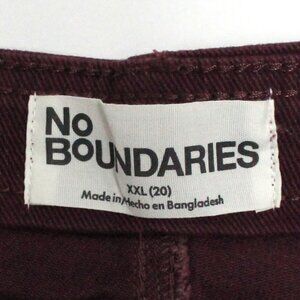 No
BOUNDARIES
XXL (20)
Made in/Hecho en Bangladesh